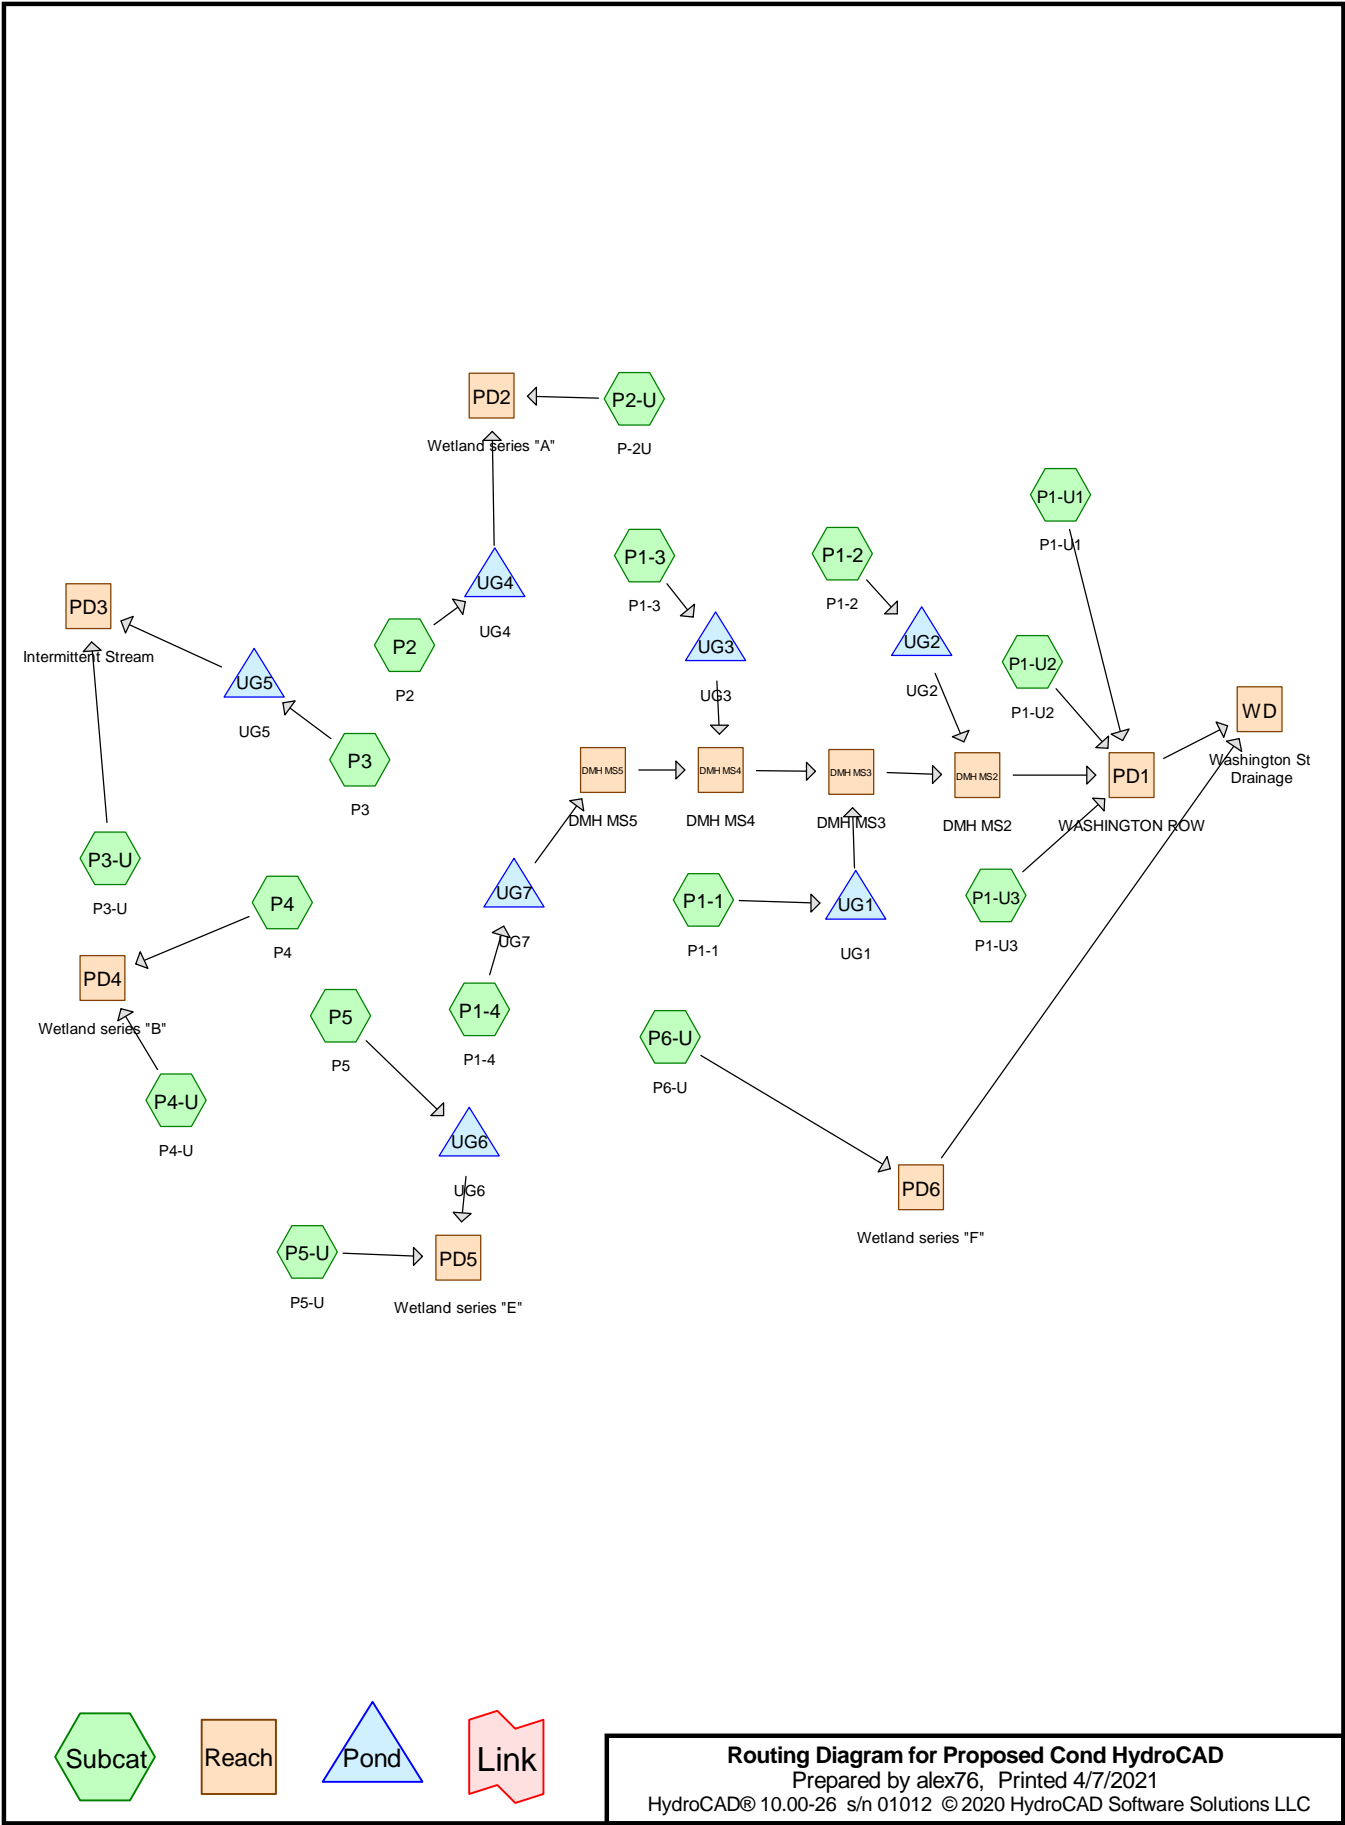 PD2
Wetland series "A"
P2-U
P-2U
P1-U1
P1-U1
P1-3
P1-3
P1-2
P1-2
UG4
UG4
PD3
Intermittent Stream
P2
P2
UG3
UG3
UG2
UG2
P1-U2
P1-U2
UG5
UG5
WD
Washington St
Drainage
P3
P3
DMH MS5
DMH MS5
DMH MS4
DMH MS4
DMH MS3
DMH MS3
DMH MS2
DMH MS2
PD1
WASHINGTON ROW
P3-U
P3-U
P4
P4
UG7
UG7
P1-1
P1-1
UG1
UG1
P1-U3
P1-U3
PD4
Wetland series "B"
P5
P5
P1-4
P1-4
P6-U
P6-U
P4-U
P4-U
UG6
UG6
PD6
Wetland series "F"
P5-U
P5-U
PD5
Wetland series "E"
Subcat
Reach
Pond
Link
Routing Diagram for Proposed Cond HydroCAD
Prepared by alex76, Printed 4/7/2021
HydroCAD® 10.00-26 s/n 01012 © 2020 HydroCAD Software Solutions LLC